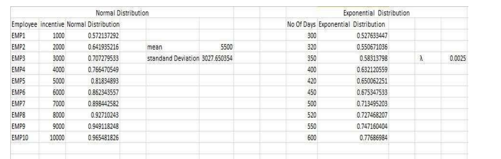 Normal Distribution Exponential Distribution
Employee Incentive Normal Distribution No Of Days Exponential Distribution
EMP1 1000 0.572137292 300 0.527633447
EMP2 2000 0.641935216 mean 5500 320 0.550671036
EMP3 3000 0.707279533 standand Deviation 3027.650354 350 0.58313798 λ 0.0025
EMP4 4000 0.766470549 400 0.632120559
EMP5 5000 0.81834893 420 0.650062251
EMP6 6000 0.862343557 450 0.675347533
EMP7 7000 0.898442582 500 0.713495203
EMP8 8000 0.92710243 520 0.727468207
EMP9 9000 0.949118248 550 0.747160404
EMP10 10000 0.965481826 600 0.77686984